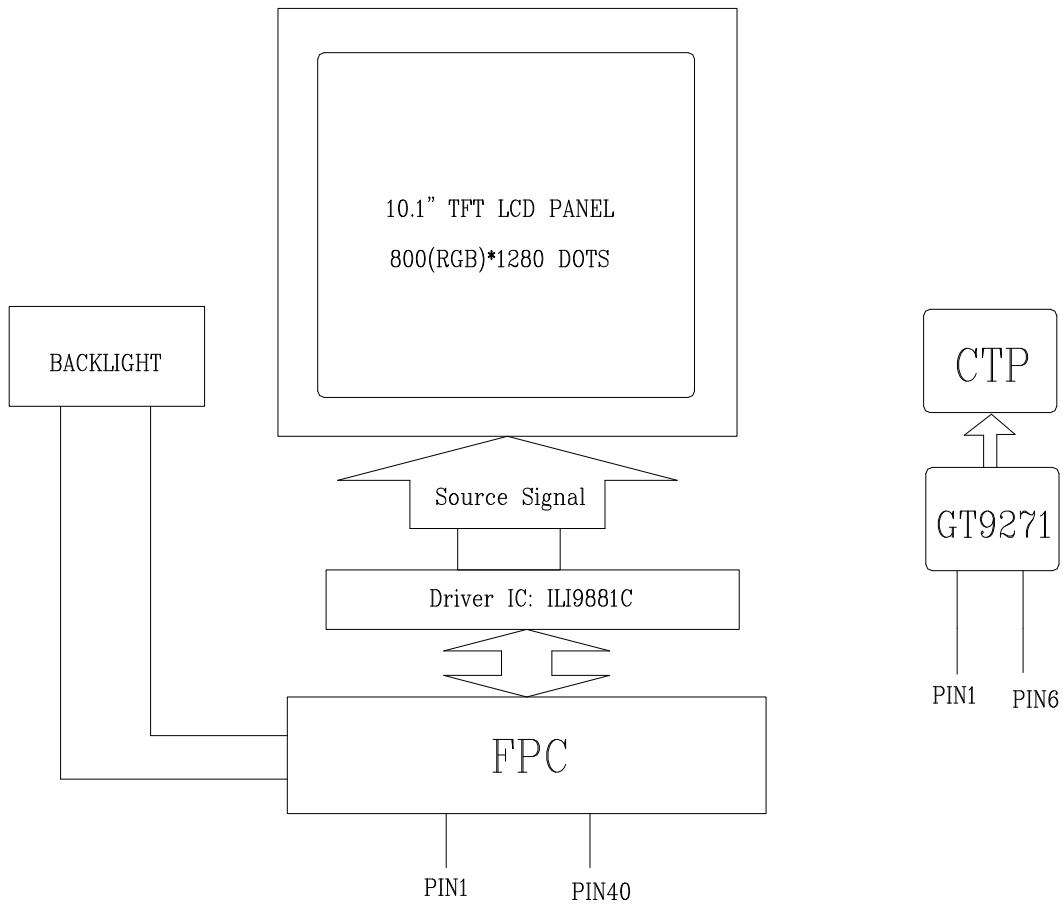 10.1" TFT LCD PANEL
800(RGB)*1280 DOTS
BACKLIGHT
CTP
Source Signal
GT9271
Driver IC: ILI9881C
PIN1
PIN6
FPC
PIN1
PIN40